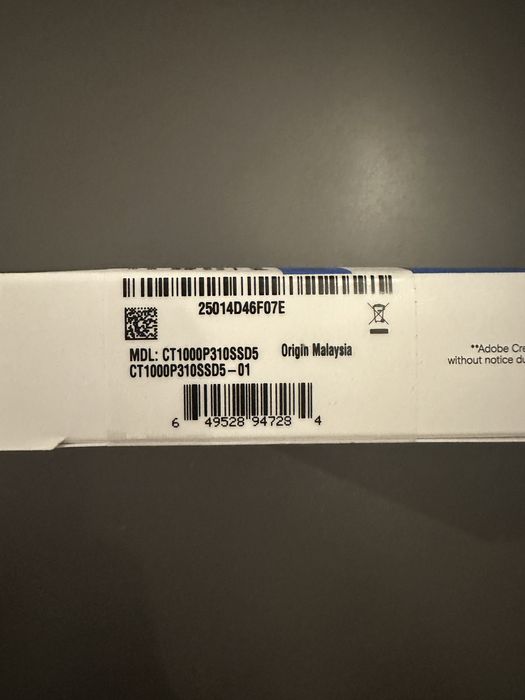 25014D46F07E
MDL: CT1000P310SSD5
Origin Malaysia
CT1000P310SSD5-01
6 49528 94728 4
**Adobe Cre
without notice du